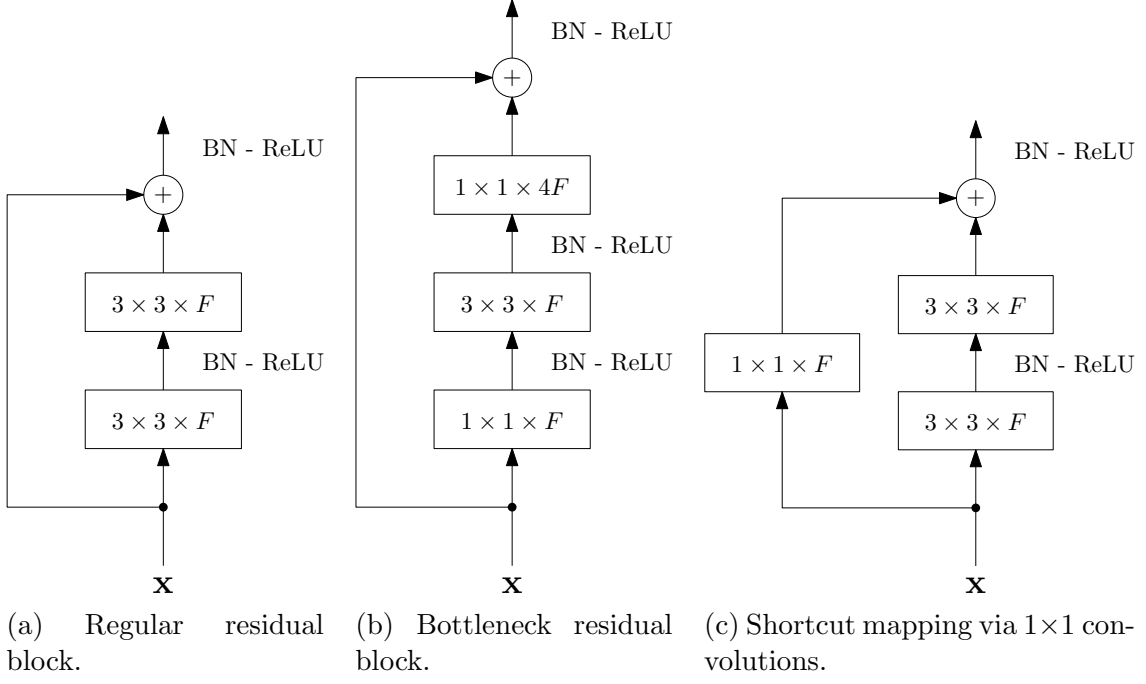 BN - ReLU
+
3 × 3 × F
BN - ReLU
3 × 3 × F
x
(a) Regular residual
block.
BN - ReLU
+
1 × 1 × 4F
BN - ReLU
3 × 3 × F
BN - ReLU
1 × 1 × F
x
(b) Bottleneck residual
block.
BN - ReLU
+
3 × 3 × F
1 × 1 × F
BN - ReLU
3 × 3 × F
x
(c) Shortcut mapping via 1×1 con-
volutions.